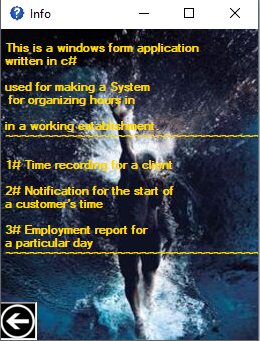 Info
This is a windows form application
written in c#
used for making a System
for organizing hours in
in a working establishment
1# Time recording for a client
2# Notification for the start of
a customer's time
3# Employment report for
a particular day